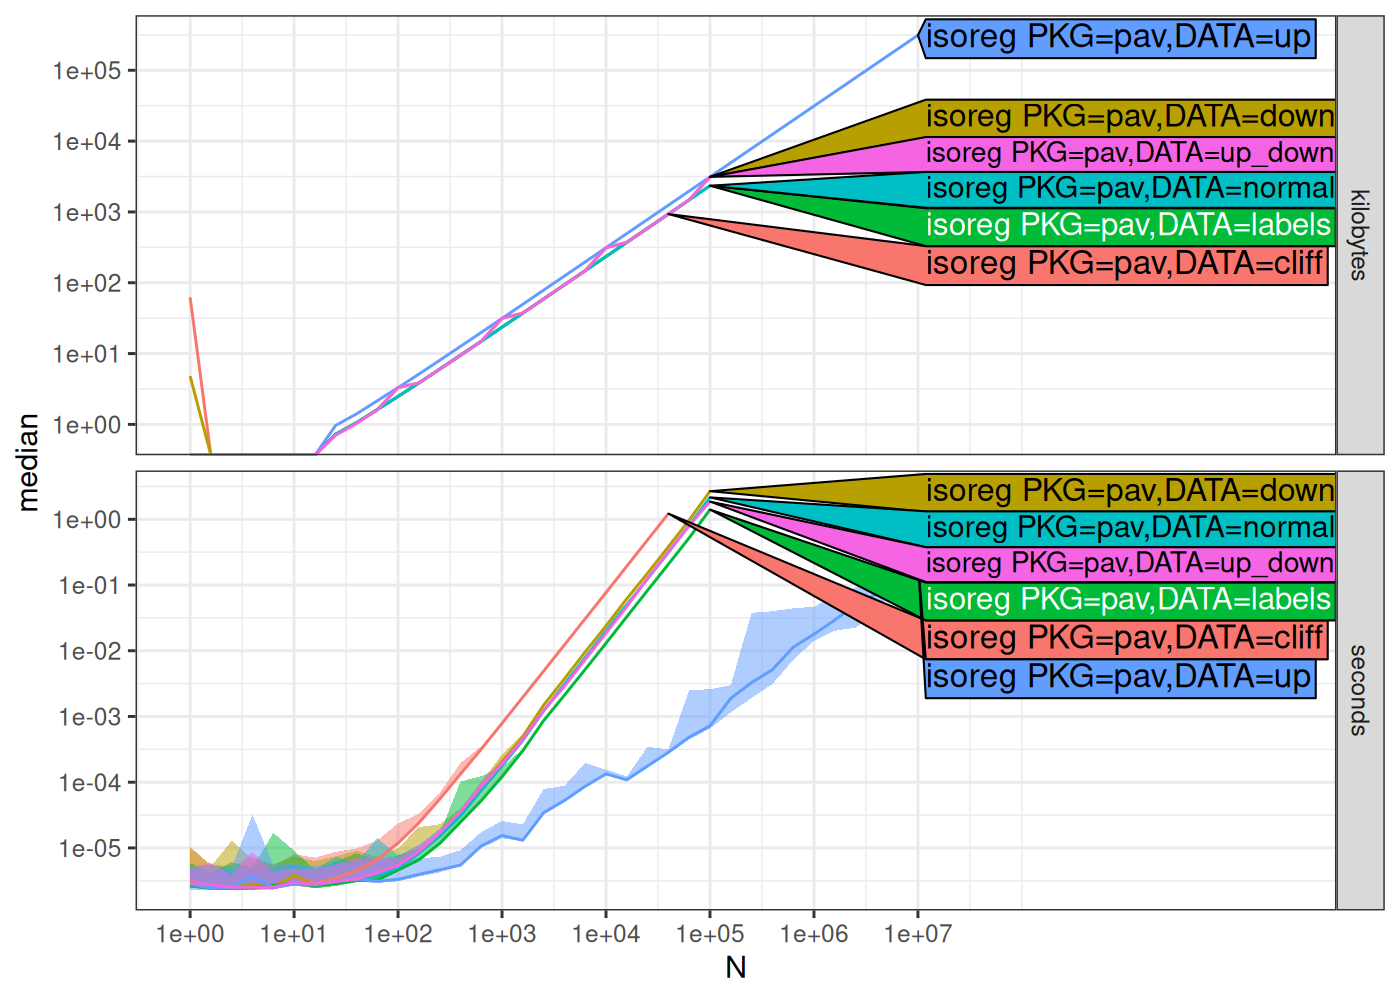 1e+05
1e+04
1e+03
1e+02
1e+01
1e+00
isoreg PKG=pav,DATA=up
isoreg PKG=pav,DATA=down
isoreg PKG=pav,DATA=up_down
isoreg PKG=pav,DATA=normal
isoreg PKG=pav,DATA=labels
isoreg PKG=pav,DATA=cliff
kilobytes
median
1e+00
1e-01
1e-02
1e-03
1e-04
1e-05
isoreg PKG=pav,DATA=down
isoreg PKG=pav,DATA=normal
isoreg PKG=pav,DATA=up_down
isoreg PKG=pav,DATA=labels
isoreg PKG=pav,DATA=cliff
isoreg PKG=pav,DATA=up
seconds
1e+00 1e+01 1e+02 1e+03 1e+04 1e+05 1e+06 1e+07
N